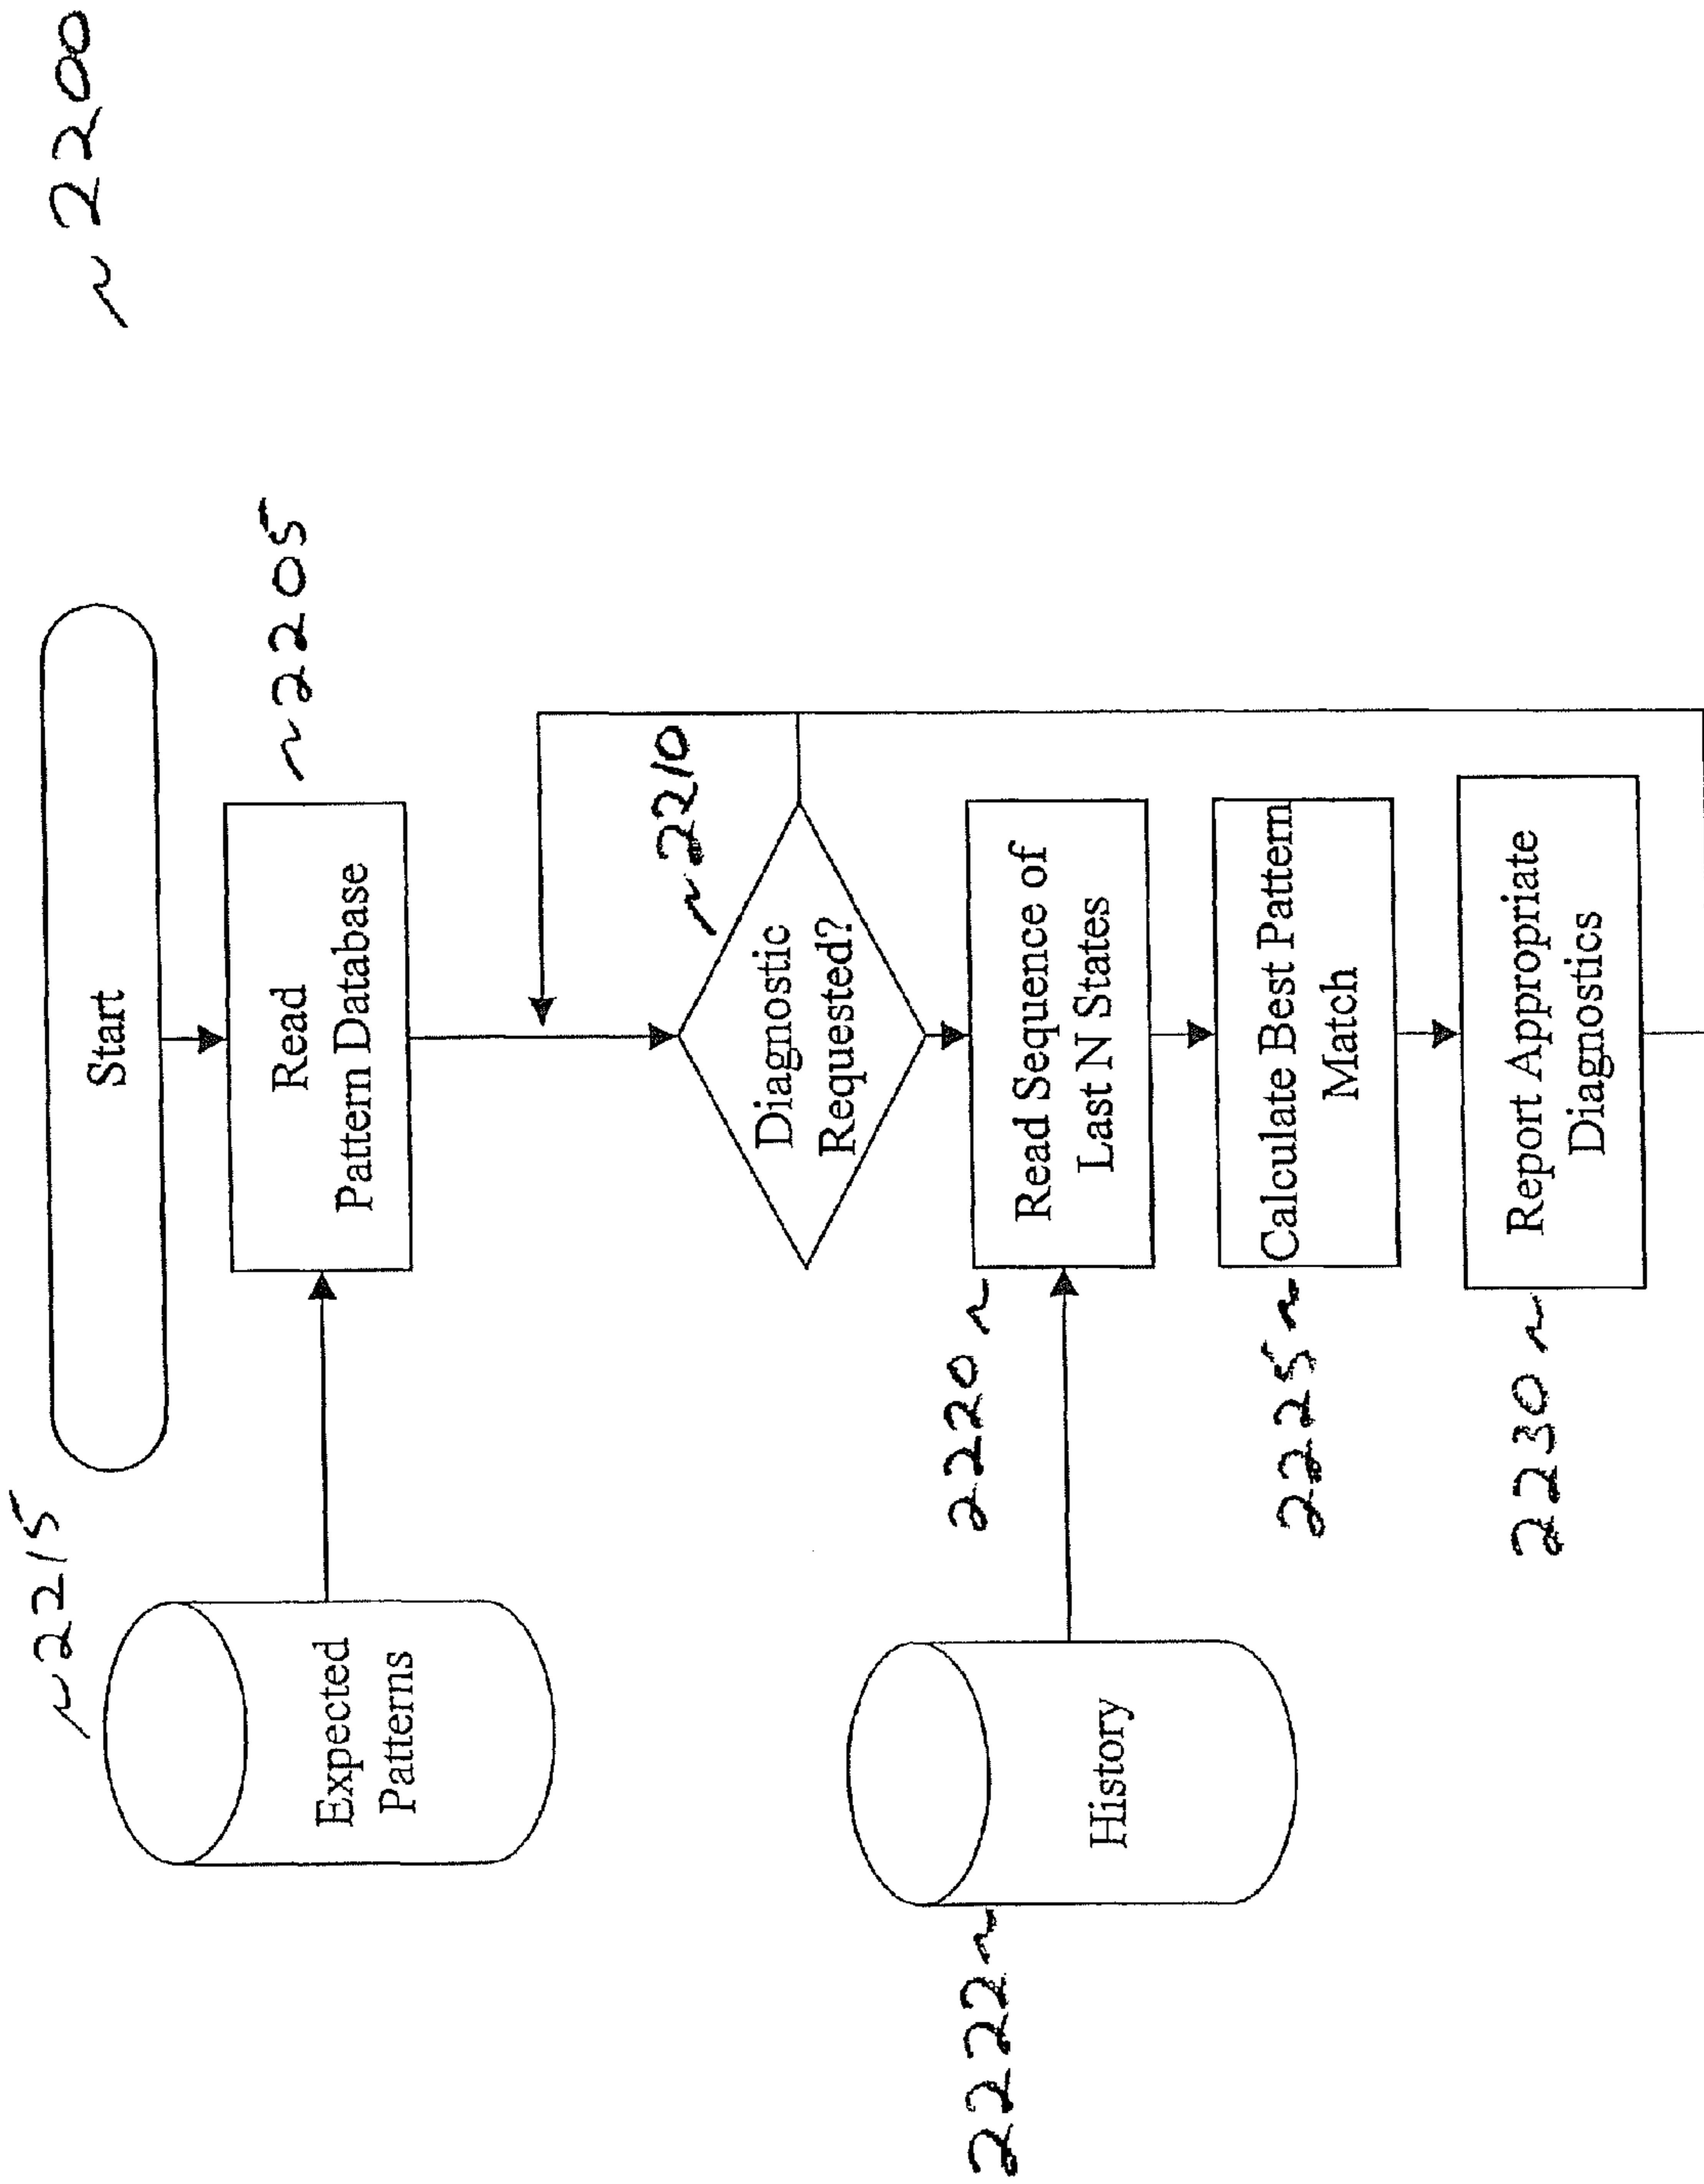 ~2200
~2215
Start
Expected
Patterns
Read
Pattern Database
~2205
~2210
Diagnostic
Requested?
2222~
History
2220~
Read Sequence of
Last N States
2225~
Calculate Best Pattern
Match
2230~
Report Appropriate
Diagnostics